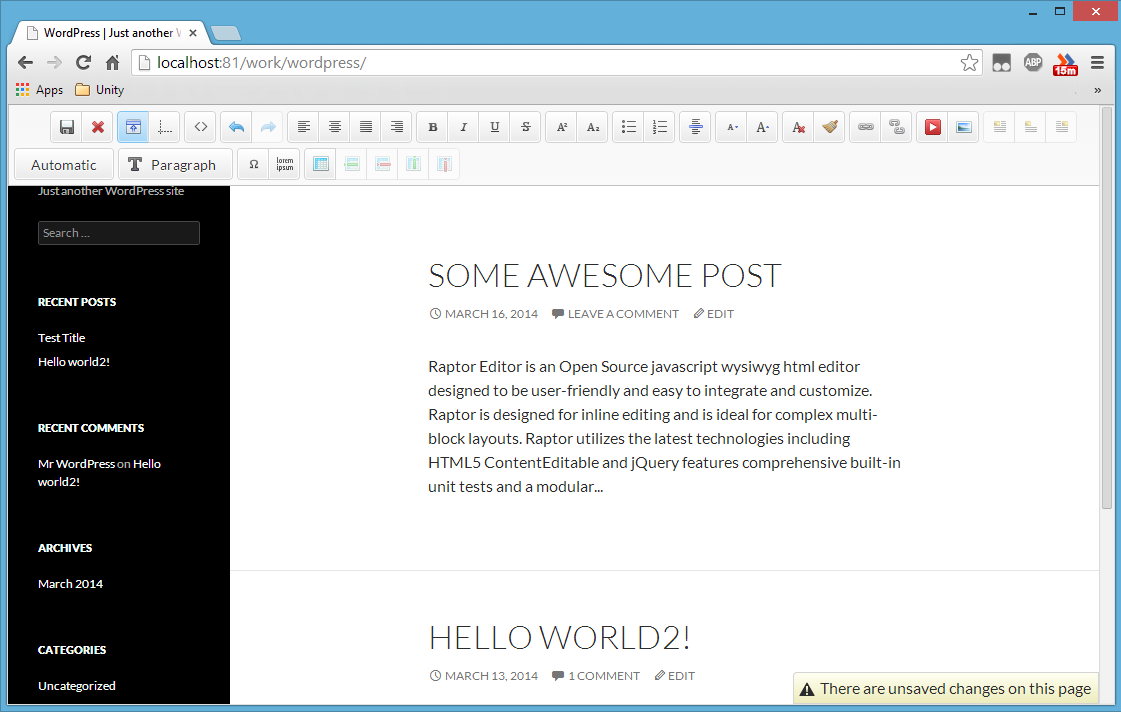 WordPress | Just another W
localhost:81/work/wordpress/
ABP
15m
Apps Unity
B I U S A² A₂ A- A+ A
Automatic T Paragraph Ω lorem ipsum
Just another WordPress site
Search ...
RECENT POSTS
Test Title
Hello world2!
RECENT COMMENTS
Mr WordPress on Hello
world2!
ARCHIVES
March 2014
CATEGORIES
Uncategorized
SOME AWESOME POST
MARCH 16, 2014 LEAVE A COMMENT EDIT
Raptor Editor is an Open Source javascript wysiwyg html editor
designed to be user-friendly and easy to integrate and customize.
Raptor is designed for inline editing and is ideal for complex multi-
block layouts. Raptor utilizes the latest technologies including
HTML5 ContentEditable and jQuery features comprehensive built-in
unit tests and a modular...
HELLO WORLD2!
MARCH 13, 2014 1 COMMENT EDIT
There are unsaved changes on this page